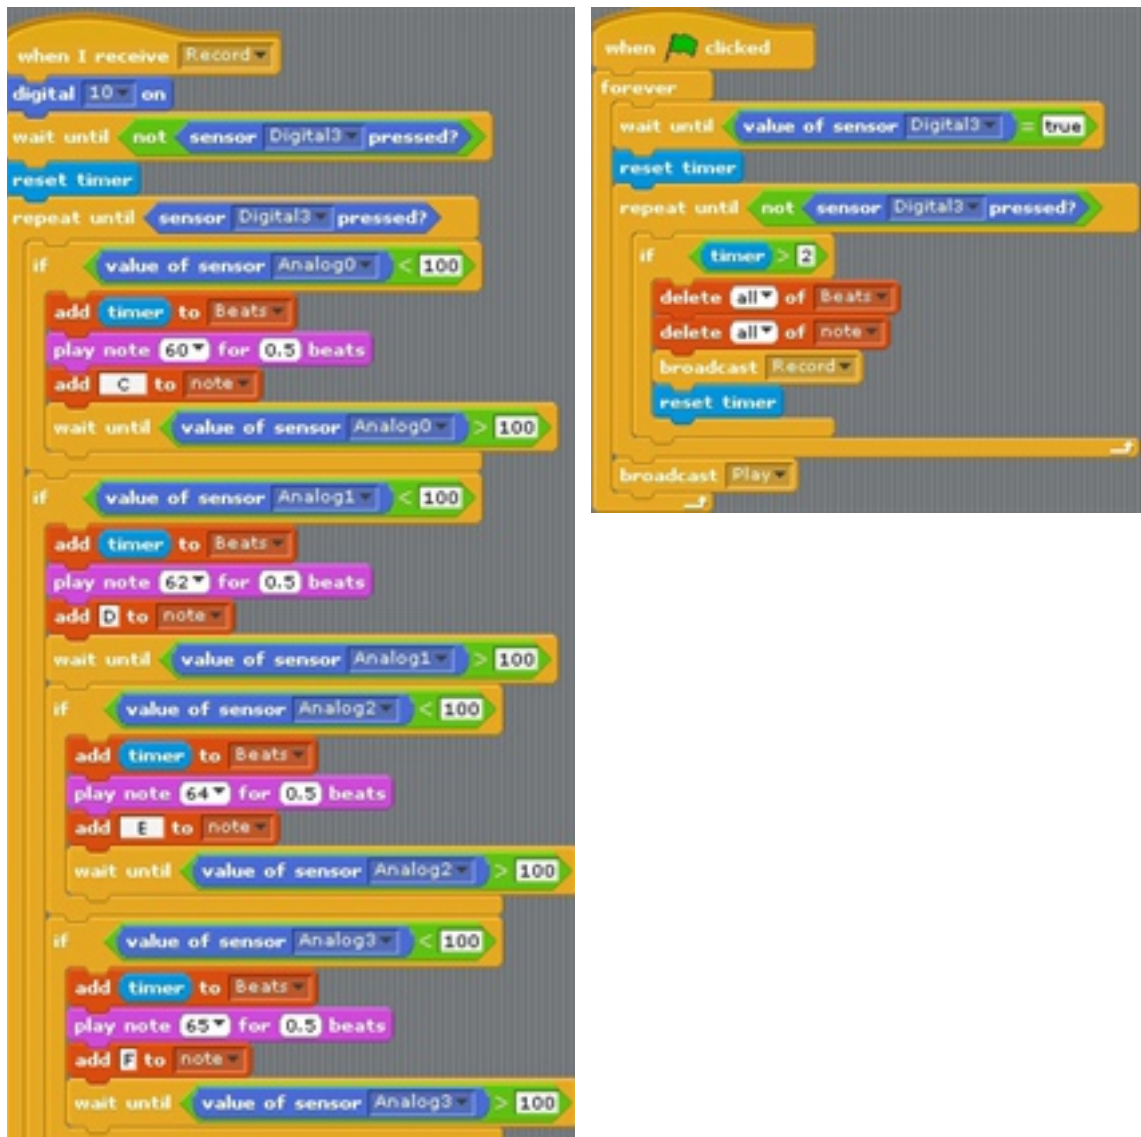 when I receive Record
digital 10 on
wait until not sensor Digital3 pressed?
reset timer
repeat until sensor Digital3 pressed?
if value of sensor Analog0 < 100
add timer to Beats
play note 60 for 0.5 beats
add C to note
wait until value of sensor Analog0 > 100
if value of sensor Analog1 < 100
add timer to Beats
play note 62 for 0.5 beats
add D to note
wait until value of sensor Analog1 > 100
if value of sensor Analog2 < 100
add timer to Beats
play note 64 for 0.5 beats
add E to note
wait until value of sensor Analog2 > 100
if value of sensor Analog3 < 100
add timer to Beats
play note 65 for 0.5 beats
add F to note
wait until value of sensor Analog3 > 100
when clicked
forever
wait until value of sensor Digital3 = true
reset timer
repeat until not sensor Digital3 pressed?
if timer > 2
delete all of Beats
delete all of note
broadcast Record
reset timer
broadcast Play